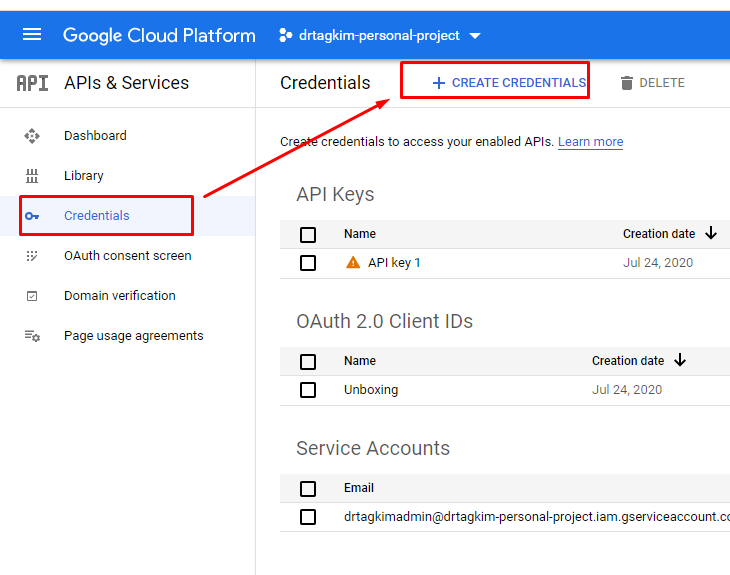 Google Cloud Platform drtagkim-personal-project
API APIs & Services
Credentials + CREATE CREDENTIALS DELETE
Dashboard
Library
Credentials
OAuth consent screen
Domain verification
Page usage agreements
Create credentials to access your enabled APIs. Learn more
API Keys
Name Creation date
API key 1 Jul 24, 2020
OAuth 2.0 Client IDs
Name Creation date
Unboxing Jul 24, 2020
Service Accounts
Email
drtagkimadmin@drtagkim-personal-project.iam.gserviceaccount.co